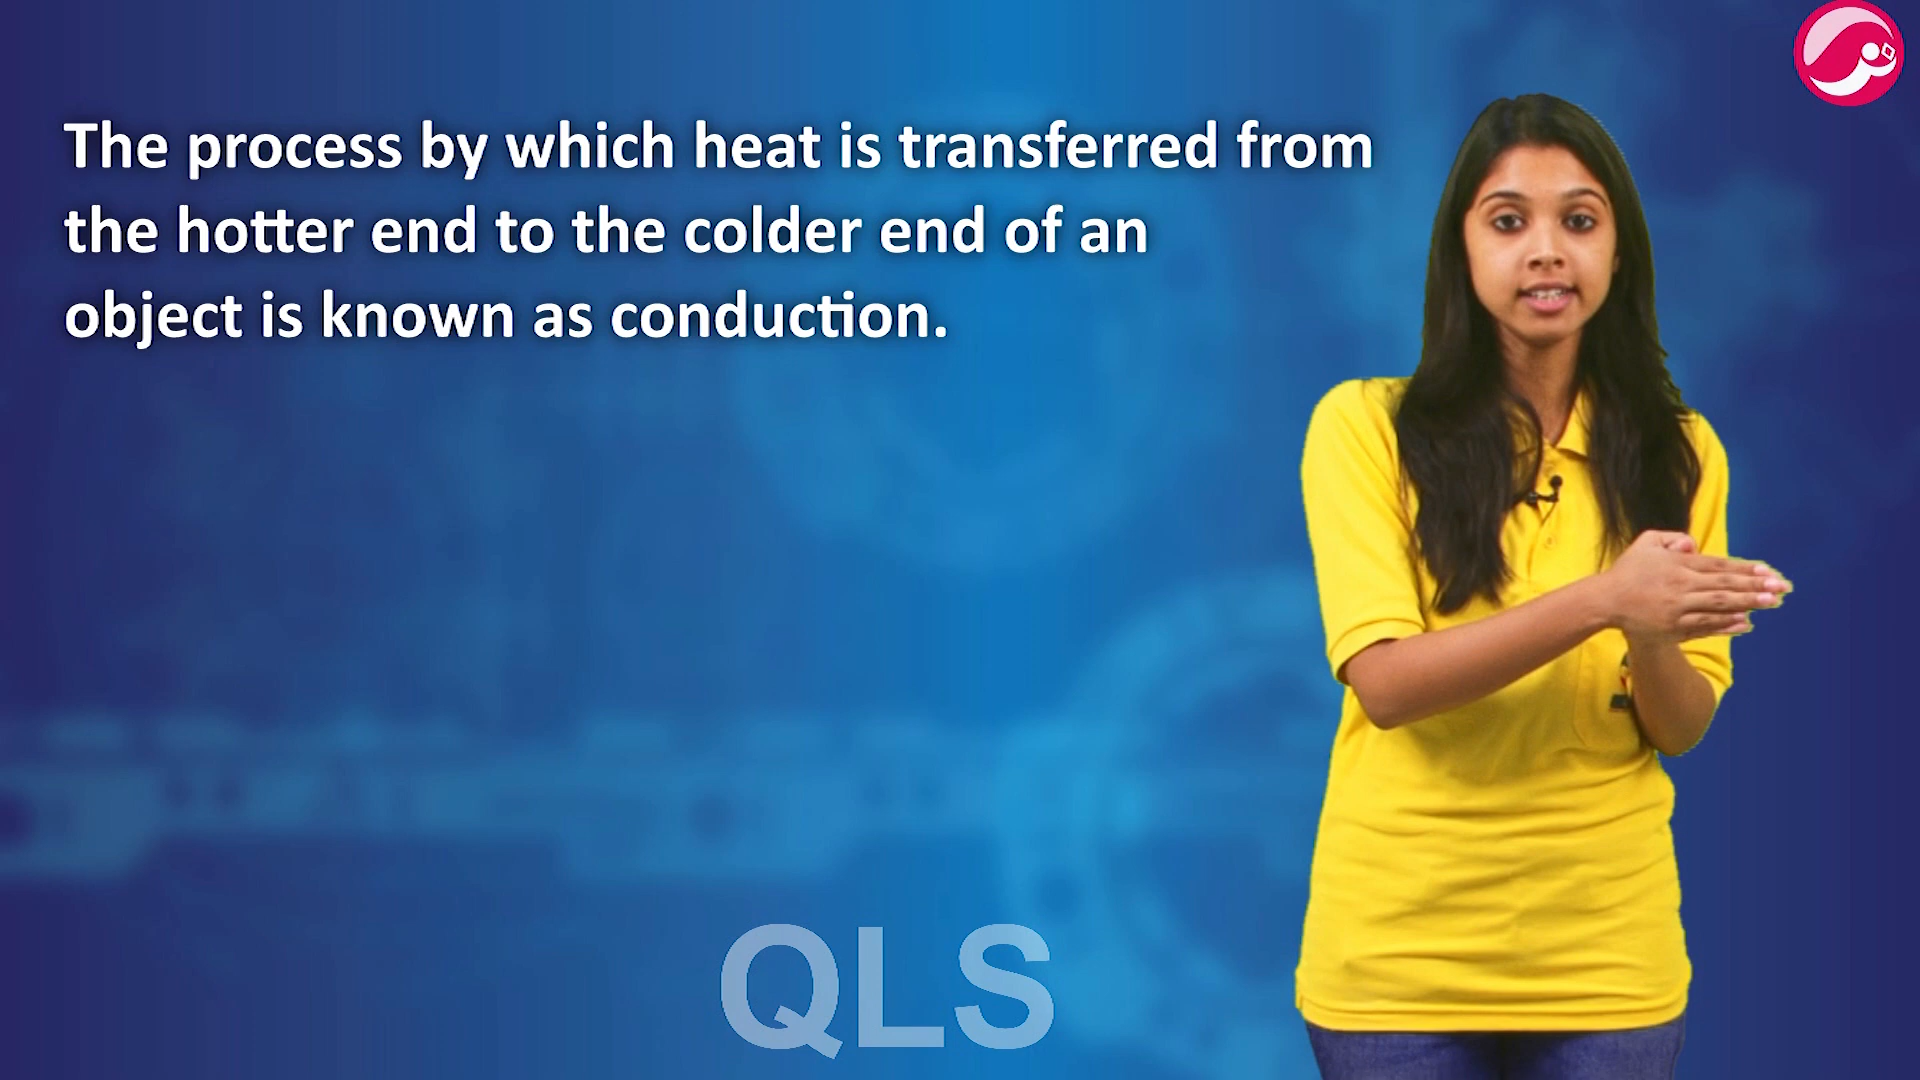 The process by which heat is transferred from
the hotter end to the colder end of an
object is known as conduction.
QLS